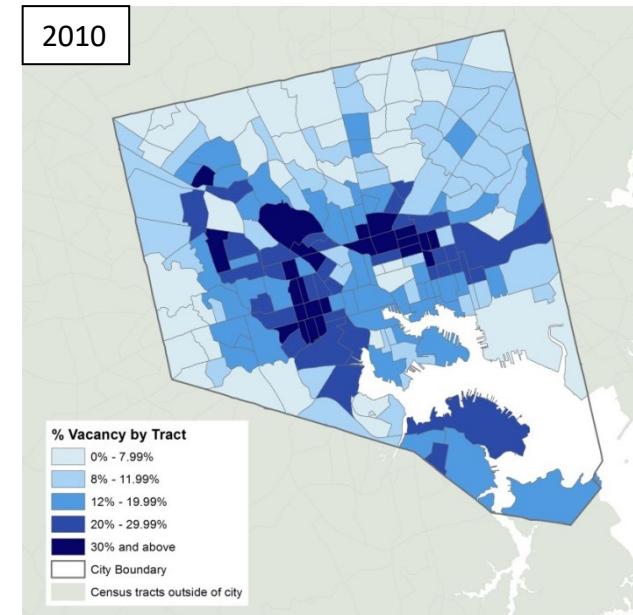 2010
% Vacancy by Tract
0% - 7.99%
8% - 11.99%
12% - 19.99%
20% - 29.99%
30% and above
City Boundary
Census tracts outside of city